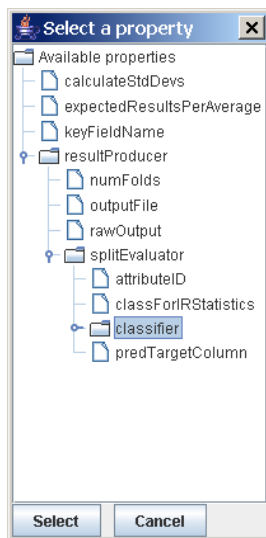 Select a property
Available properties
calculateStdDevs
expectedResultsPerAverage
keyFieldName
resultProducer
numFolds
outputFile
rawOutput
splitEvaluator
attributeID
classForIRStatistics
classifier
predTargetColumn
Select Cancel